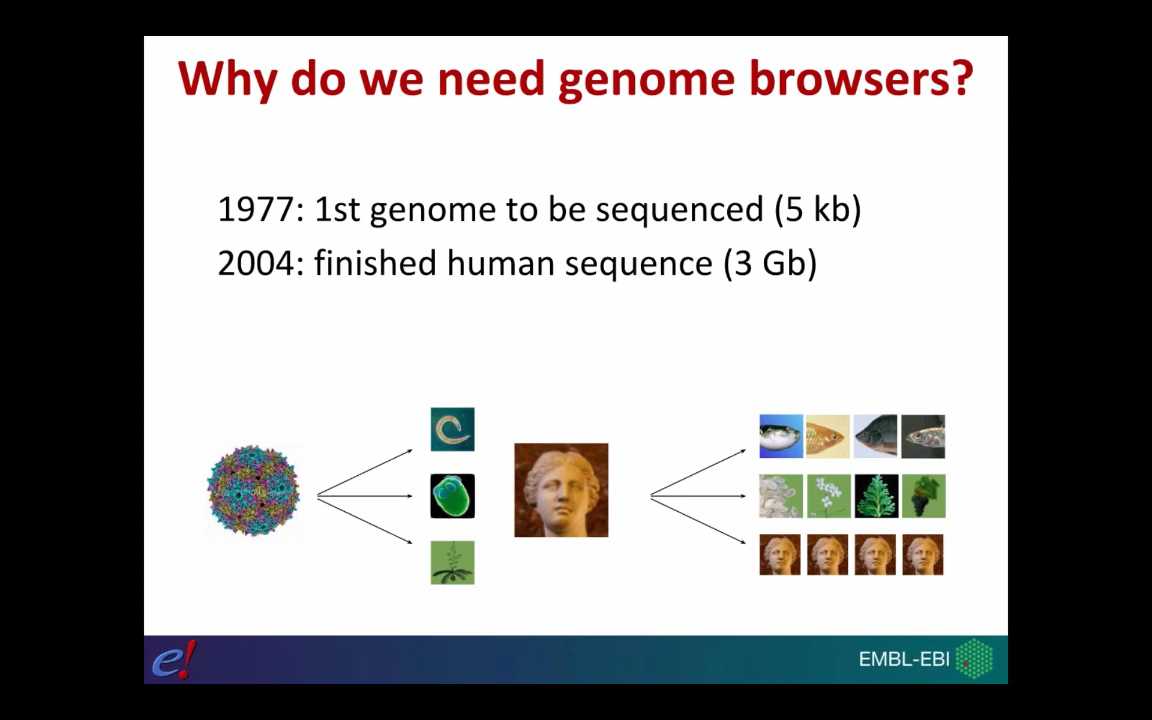 Why do we need genome browsers?
1977: 1st genome to be sequenced (5 kb)
2004: finished human sequence (3 Gb)
e!
EMBL-EBI